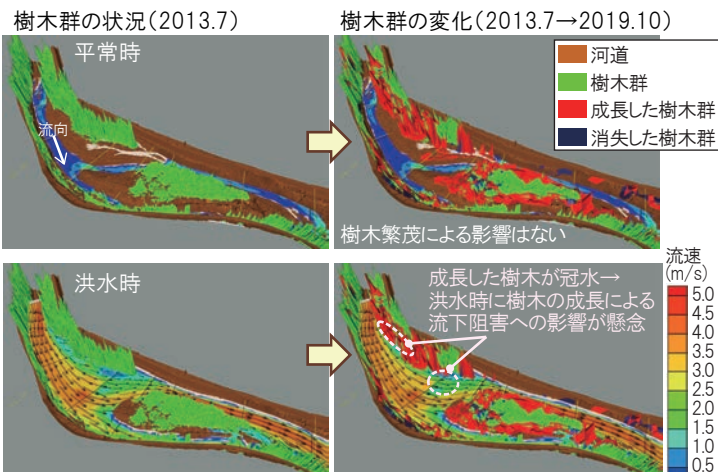 樹木群の状況(2013.7)
樹木群の変化(2013.7→2019.10)
平常時
河道
樹木群
成長した樹木群
消失した樹木群
流向
樹木繁茂による影響はない
洪水時
成長した樹木が冠水→
洪水時に樹木の成長による
流下阻害への影響が懸念
流速
(m/s)
5.0
4.5
4.0
3.5
3.0
2.5
2.0
1.5
1.0
0.5